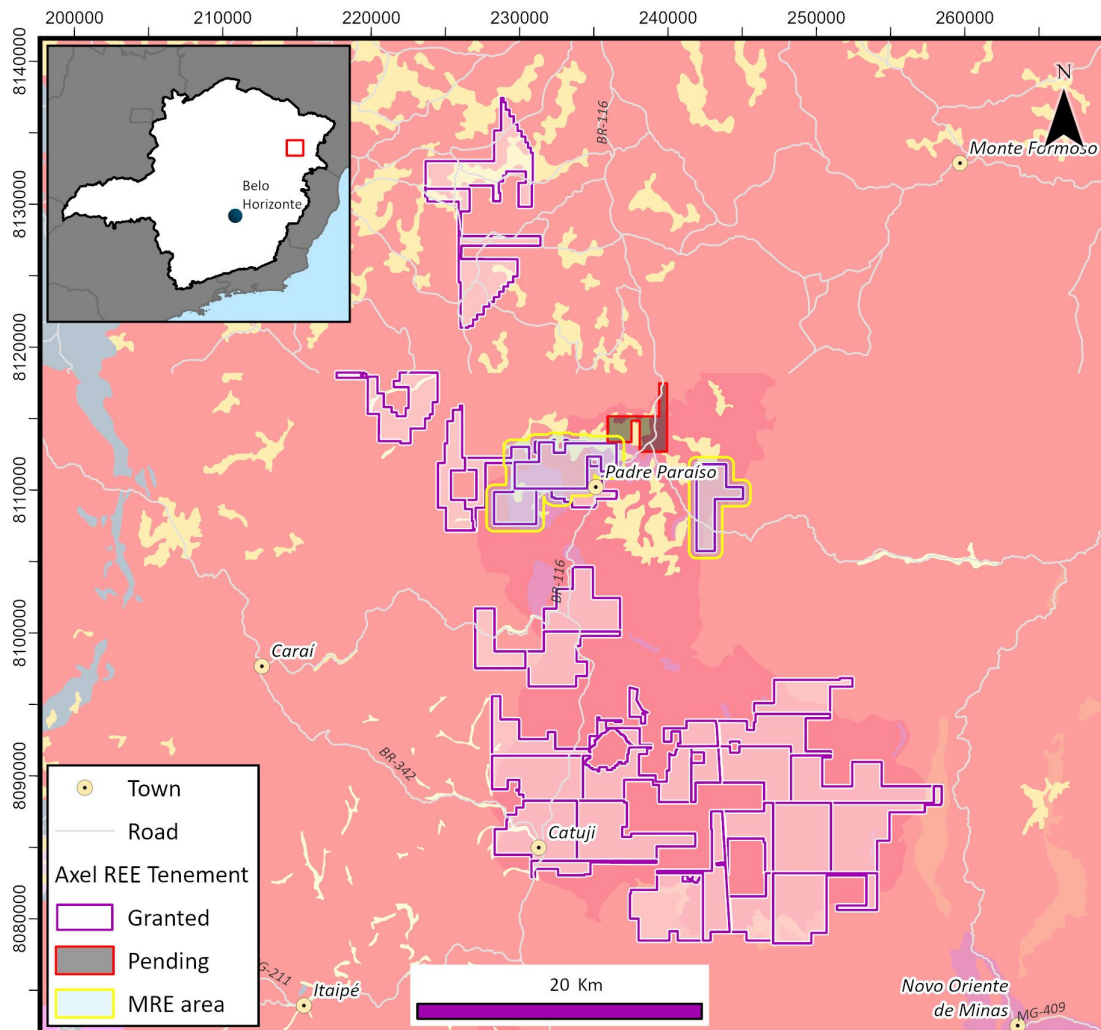 200000 210000 220000 230000 240000 250000 260000
8140000
8130000
8120000
8110000
8100000
8090000
8080000
Belo
Horizonte
N
BR-116
Monte Formoso
Padre Paraíso
BR-116
Caraí
BR-342
Catuji
Itaipé
Novo Oriente
de Minas
MG-409
Town
Road
Axel REE Tenement
Granted
Pending
MRE area
20 Km